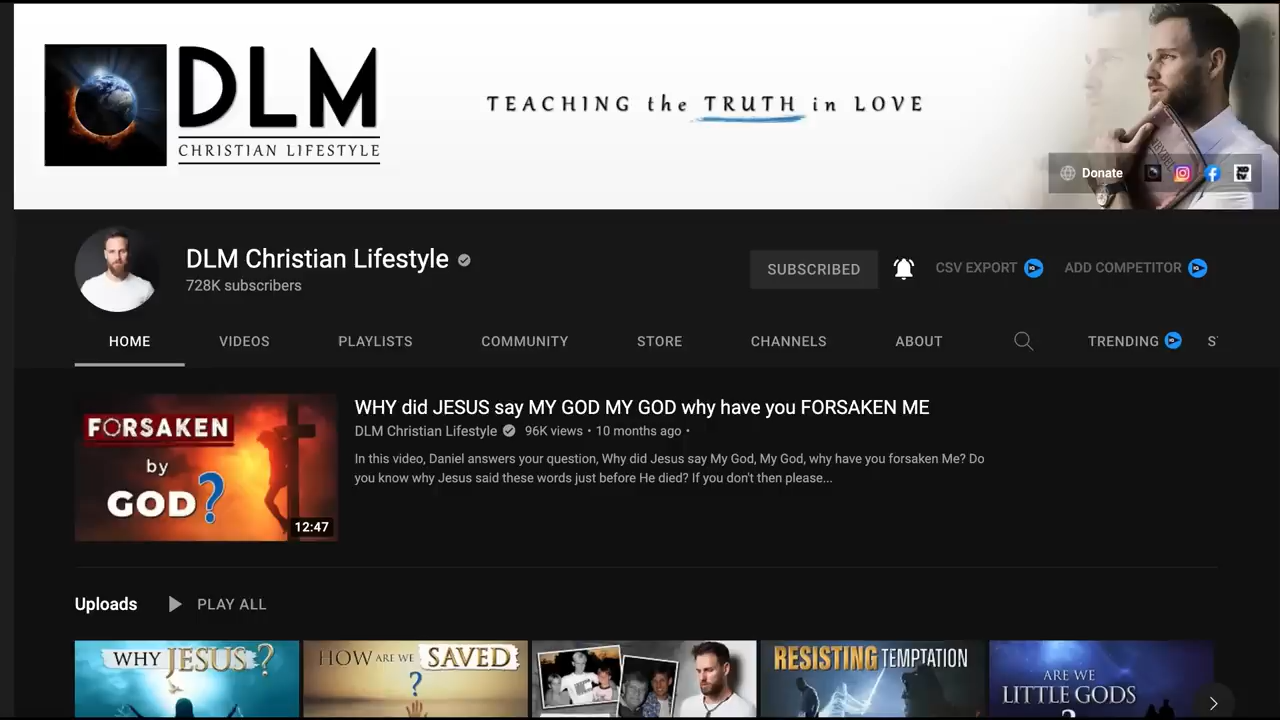 DLM
CHRISTIAN LIFESTYLE
TEACHING the TRUTH in LOVE
HOLY BIBLE
Donate
DLM Christian Lifestyle
728K subscribers
SUBSCRIBED
CSV EXPORT
ADD COMPETITOR
HOME VIDEOS PLAYLISTS COMMUNITY STORE CHANNELS ABOUT TRENDING S
FORSAKEN
by
GOD?
12:47
WHY did JESUS say MY GOD MY GOD why have you FORSAKEN ME
DLM Christian Lifestyle 96K views • 10 months ago •
In this video, Daniel answers your question, Why did Jesus say My God, My God, why have you forsaken Me? Do
you know why Jesus said these words just before He died? If you don't then please...
Uploads PLAY ALL
WHY JESUS?
HOW ARE WE SAVED
?
RESISTING TEMPTATION
ARE WE
LITTLE GODS
?